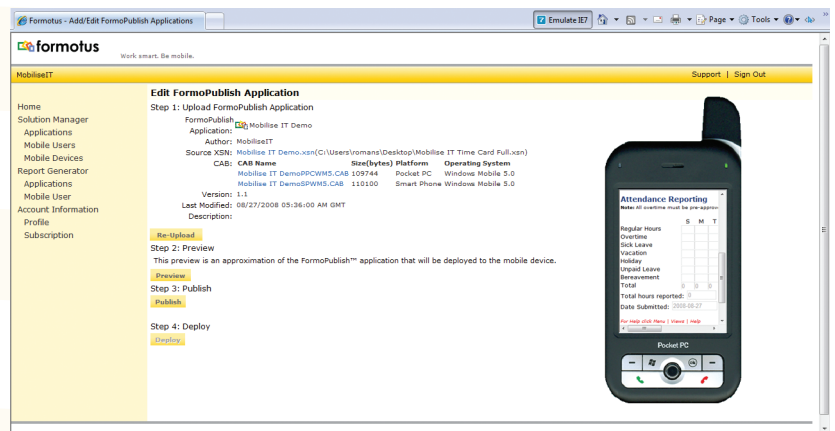 Formotus - Add/Edit FormoPublish Applications
Emulate IE7
Page
Tools
formotus
Work smart. Be mobile.
MobiliseIT
Support | Sign Out
Home
Solution Manager
Applications
Mobile Users
Mobile Devices
Report Generator
Applications
Mobile User
Account Information
Profile
Subscription
Edit FormoPublish Application
Step 1: Upload FormoPublish Application
FormoPublish Application: Mobilise IT Demo
Author: MobiliseIT
Source XSN: Mobilise IT Demo.xsn(C:\Users\romans\Desktop\Mobilise IT Time Card Full.xsn)
CAB: CAB Name Size(bytes) Platform Operating System
Mobilise IT DemoPPCWM5.CAB 109744 Pocket PC Windows Mobile 5.0
Mobilise IT DemoSPWM5.CAB 110100 Smart Phone Windows Mobile 5.0
Version: 1.1
Last Modified: 08/27/2008 05:36:00 AM GMT
Description:
Re-Upload
Step 2: Preview
This preview is an approximation of the FormoPublish™ application that will be deployed to the mobile device.
Preview
Step 3: Publish
Publish
Step 4: Deploy
Deploy
Attendance Reporting
Note: All overtime must be pre-approv
S M T
Regular Hours
Overtime
Sick Leave
Vacation
Holiday
Unpaid Leave
Bereavement
Total 0 0 0
Total hours reported: 0
Date Submitted: 2008-08-27
For Help click Menu | Views | Help
Pocket PC
ok